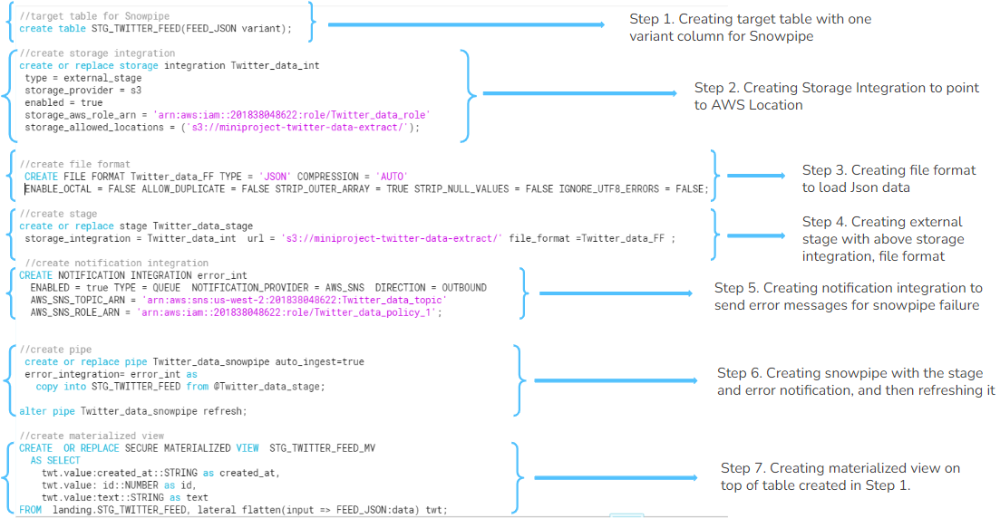 //target table for Snowpipe
create table STG_TWITTER_FEED(FEED_JSON variant);
Step 1. Creating target table with one
variant column for Snowpipe
//create storage integration
create or replace storage integration Twitter_data_int
type = external_stage
storage_provider = s3
enabled = true
storage_aws_role_arn = 'arn:aws:iam::201838048622:role/Twitter_data_role'
storage_allowed_locations = ('s3://miniproject-twitter-data-extract/');
Step 2. Creating Storage Integration to point
to AWS Location
//create file format
CREATE FILE FORMAT Twitter_data_FF TYPE = 'JSON' COMPRESSION = 'AUTO'
ENABLE_OCTAL = FALSE ALLOW_DUPLICATE = FALSE STRIP_OUTER_ARRAY = TRUE STRIP_NULL_VALUES = FALSE IGNORE_UTF8_ERRORS = FALSE;
Step 3. Creating file format
to load Json data
//create stage
create or replace stage Twitter_data_stage
storage_integration = Twitter_data_int url = 's3://miniproject-twitter-data-extract/' file_format =Twitter_data_FF ;
Step 4. Creating external
stage with above storage
integration, file format
//create notification integration
CREATE NOTIFICATION INTEGRATION error_int
ENABLED = true TYPE = QUEUE NOTIFICATION_PROVIDER = AWS_SNS DIRECTION = OUTBOUND
AWS_SNS_TOPIC_ARN = 'arn:aws:sns:us-west-2:201838048622:Twitter_data_topic'
AWS_SNS_ROLE_ARN = 'arn:aws:iam::201838048622:role/Twitter_data_policy_1';
Step 5. Creating notification integration to
send error messages for snowpipe failure
//create pipe
create or replace pipe Twitter_data_snowpipe auto_ingest=true
error_integration= error_int as
copy into STG_TWITTER_FEED from @Twitter_data_stage;
alter pipe Twitter_data_snowpipe refresh;
Step 6. Creating snowpipe with the stage
and error notification, and then refreshing it
//create materialized view
CREATE OR REPLACE SECURE MATERIALIZED VIEW STG_TWITTER_FEED_MV
AS SELECT
twt.value:created_at::STRING as created_at,
twt.value: id::NUMBER as id,
twt.value:text::STRING as text
FROM landing.STG_TWITTER_FEED, lateral flatten(input => FEED_JSON:data) twt;
Step 7. Creating materialized view on
top of table created in Step 1.